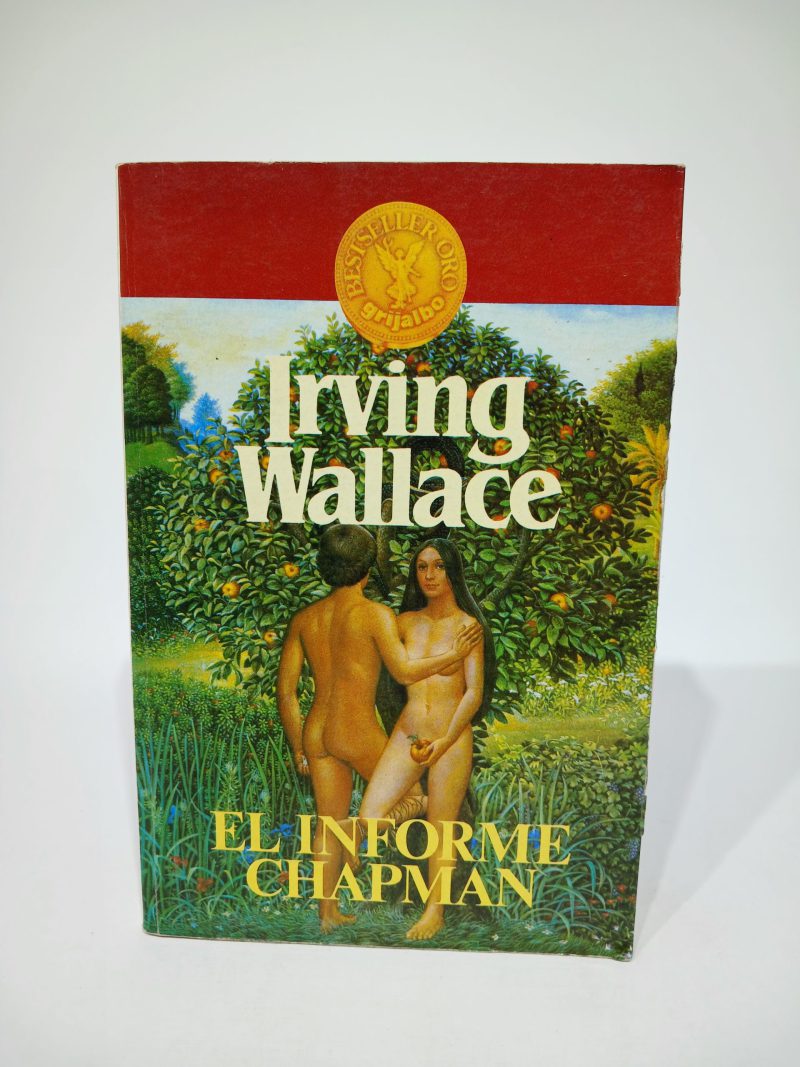 BESTSELLER ORO
grijalbo
Irving
Wallace
EL INFORME
CHAPMAN